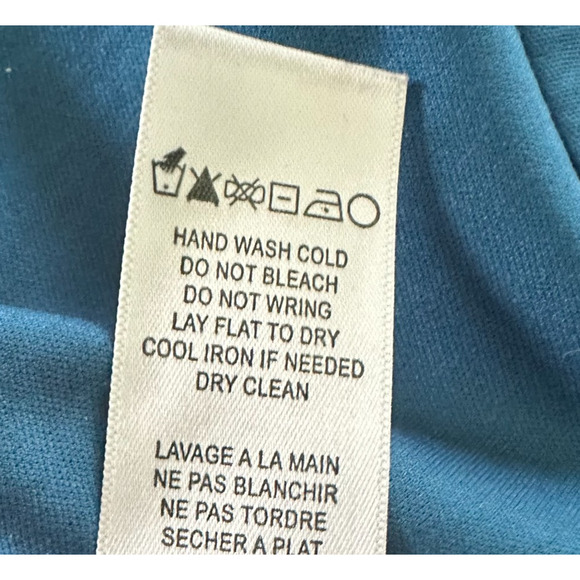 HAND WASH COLD
DO NOT BLEACH
DO NOT WRING
LAY FLAT TO DRY
COOL IRON IF NEEDED
DRY CLEAN
LAVAGE A LA MAIN
NE PAS BLANCHIR
NE PAS TORDRE
SECHER A PLAT